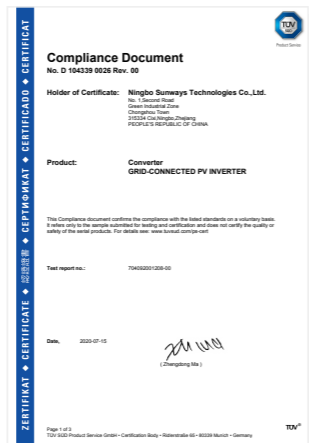 TÜV
SÜD
Product Service
Compliance Document
No. D 104339 0026 Rev. 00
Holder of Certificate: Ningbo Sunways Technologies Co.,Ltd.
No. 1,Second Road
Green Industrial Zone
Chongshou Town
315334 Cixi,Ningbo,Zhejiang
PEOPLE'S REPUBLIC OF CHINA
Product: Converter
GRID-CONNECTED PV INVERTER
This Compliance document confirms the compliance with the listed standards on a voluntary basis.
It refers only to the sample submitted for testing and certification and does not certify the quality or
safety of the serial products. For details see: www.tuvsud.com/ps-cert
Test report no.: 704092001208-00
Date, 2020-07-15
( Zhengdong Ma )
Page 1 of 3
TÜV SÜD Product Service GmbH • Certification Body • Ridlerstraße 65 • 80339 Munich • Germany
TÜV®
ZERTIFIKAT ◆ CERTIFICATE ◆ 認證證書 ◆ СЕРТИФИКАТ ◆ CERTIFICADO ◆ CERTIFICAT